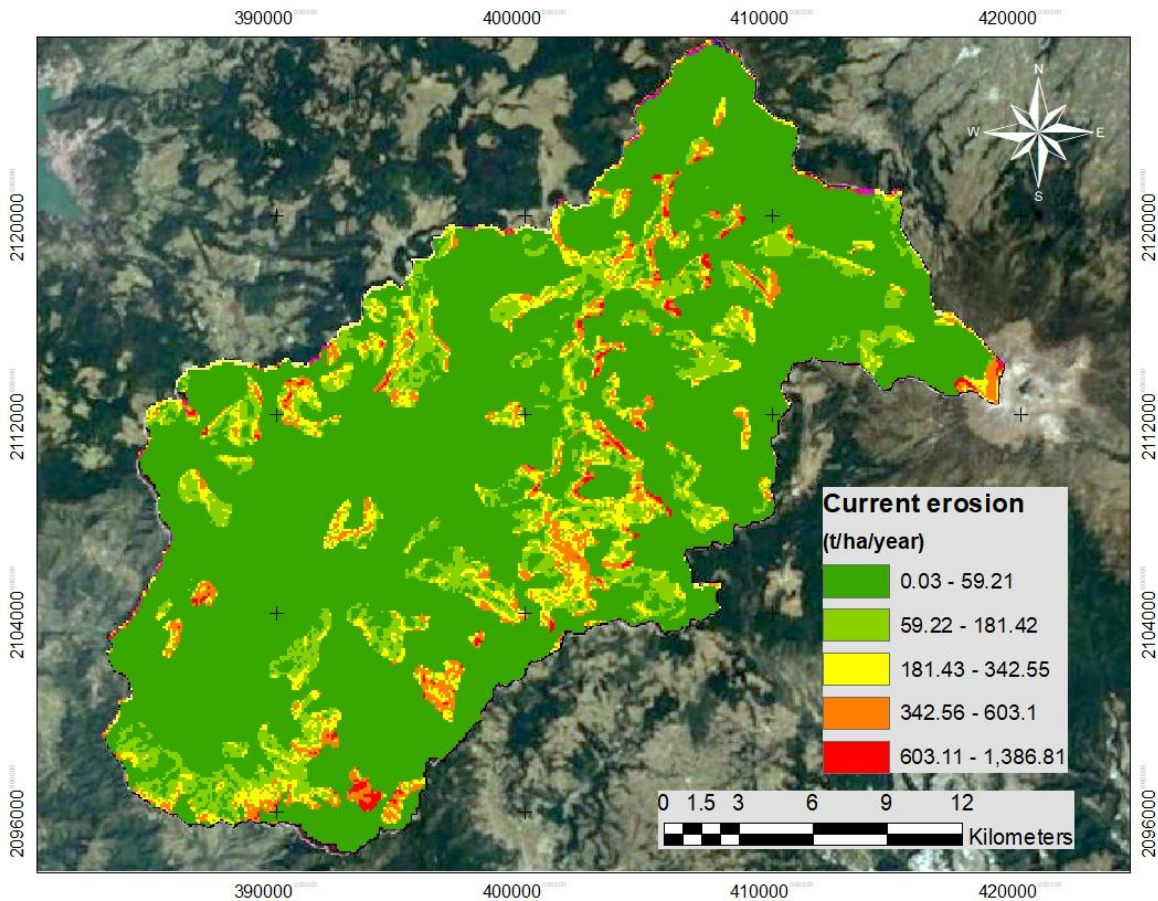 390000 400000 410000 420000
N
W E
S
2120000 2120000
2112000 2112000
Current erosion
(t/ha/year)
0.03 - 59.21
59.22 - 181.42
181.43 - 342.55
342.56 - 603.1
603.11 - 1,386.81
2104000 2104000
0 1.5 3 6 9 12
Kilometers
2096000 2096000
390000 400000 410000 420000